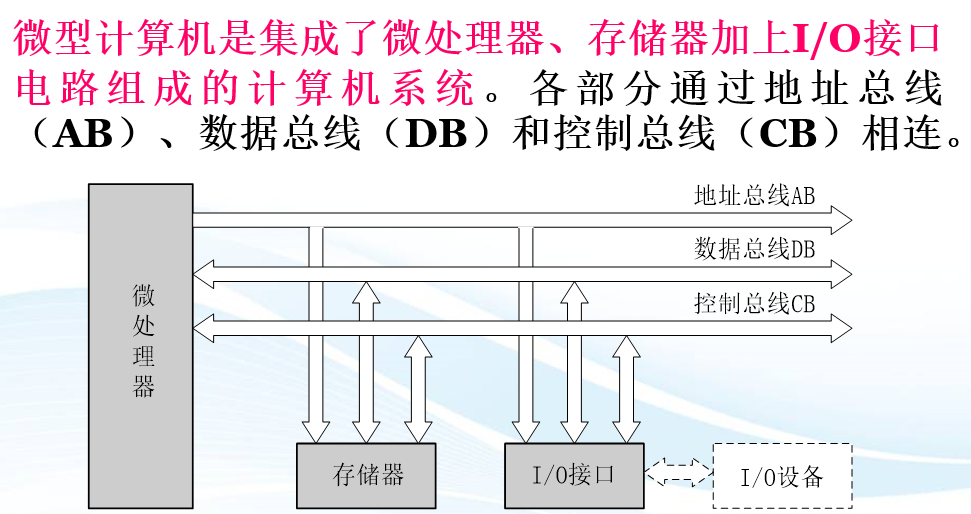 微型计算机是集成了微处理器、存储器加上I/O接口
电路组成的计算机系统。各部分通过地址总线
（AB）、数据总线（DB）和控制总线（CB）相连。
地址总线AB
数据总线DB
控制总线CB
微处理器
存储器
I/O接口
I/O设备